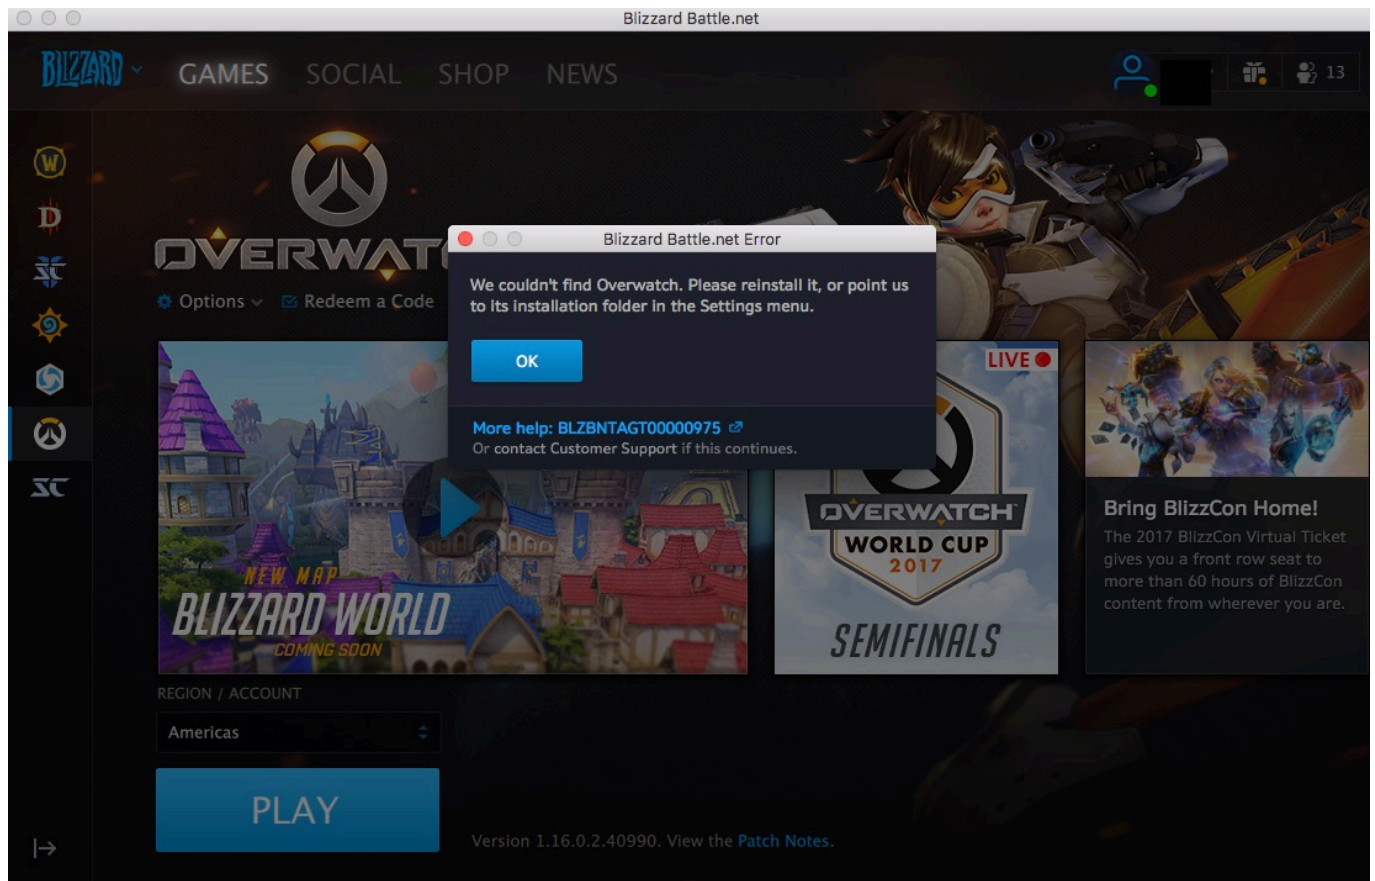 Blizzard Battle.net
BLIZZARD
GAMES SOCIAL SHOP NEWS
13
OVERWATC
Options
Redeem a Code
Blizzard Battle.net Error
We couldn't find Overwatch. Please reinstall it, or point us
to its installation folder in the Settings menu.
OK
More help: BLZBNTAGT00000975
Or contact Customer Support if this continues.
NEW MAP
BLIZZARD WORLD
COMING SOON
LIVE
OVERWATCH
WORLD CUP
2017
SEMIFINALS
Bring BlizzCon Home!
The 2017 BlizzCon Virtual Ticket
gives you a front row seat to
more than 60 hours of BlizzCon
content from wherever you are.
REGION / ACCOUNT
Americas
PLAY
Version 1.16.0.2.40990. View the Patch Notes.